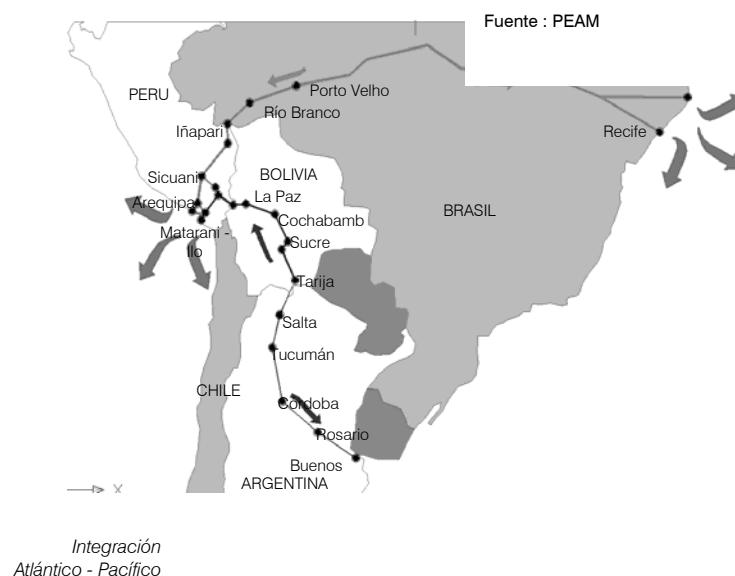 Fuente : PEAM
Porto Velho
PERU
Río Branco
Iñapari
Recife
Sicuani
BOLIVIA
La Paz
Arequipa
BRASIL
Cochabamb
Matarani -
Ilo
Sucre
Tarija
Salta
Tucumán
CHILE
Córdoba
Rosario
Buenos
ARGENTINA
X
Integración
Atlántico - Pacífico